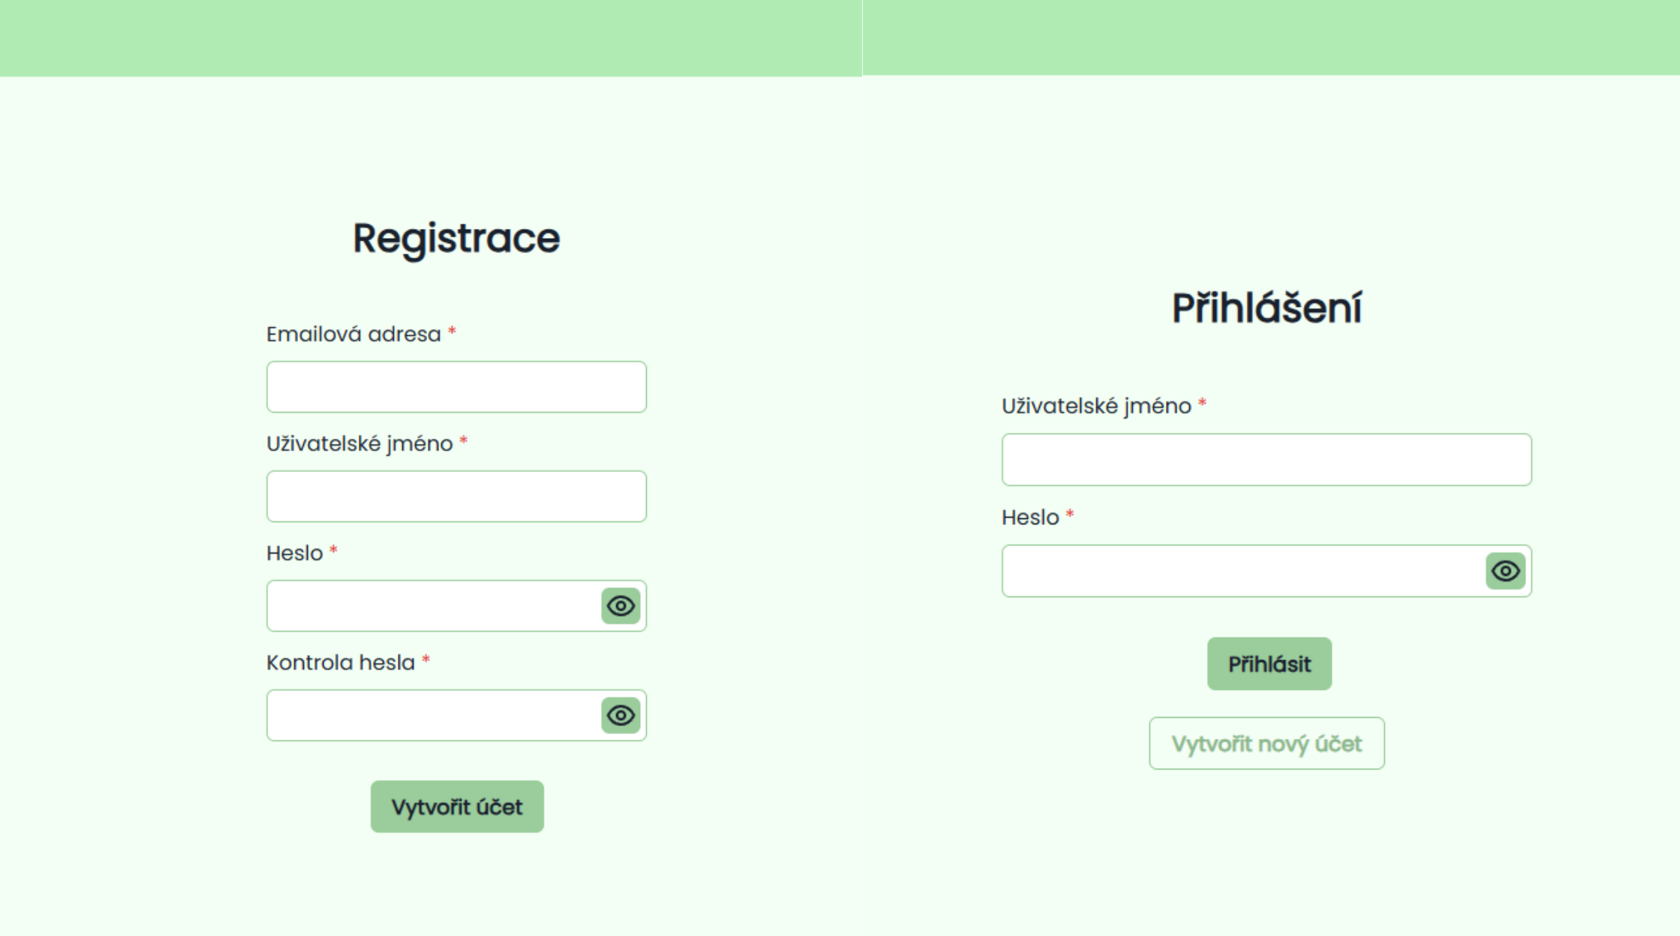 Registrace
Emailová adresa *
Uživatelské jméno *
Heslo *
Kontrola hesla *
Vytvořit účet
Přihlášení
Uživatelské jméno *
Heslo *
Přihlásit
Vytvořit nový účet